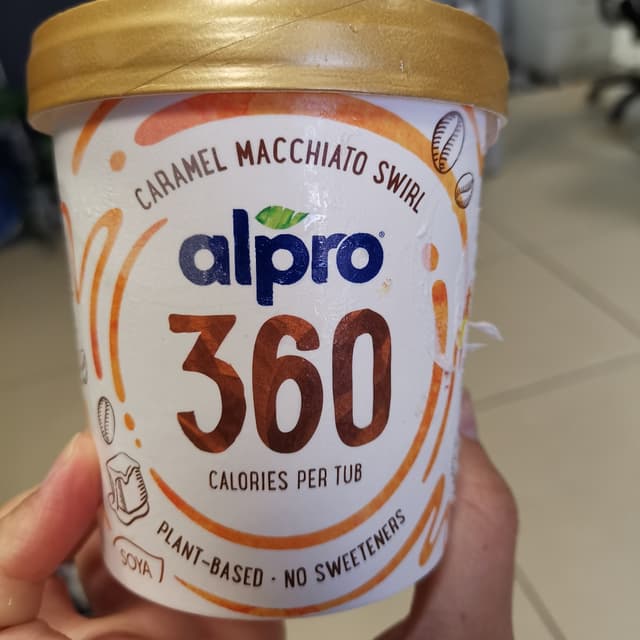 CARAMEL MACCHIATO SWIRL
alpro®
360
CALORIES PER TUB
PLANT-BASED · NO SWEETENERS
SOYA